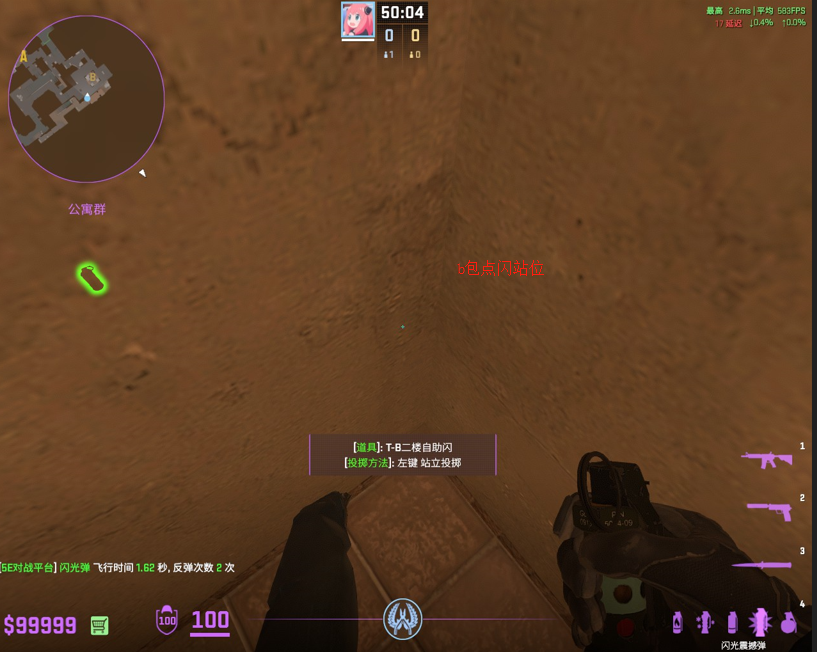 最高 2.6ms | 平均 583FPS
17 延迟 ↓0.4% ↑0.0%
50:04
0 0
1 0
A
B
公寓群
b包点闪站位
[道具]: T-B二楼自助闪
[投掷方法]: 左键 站立投掷
1
2
3
4
[5E对战平台] 闪光弹 飞行时间 1.62 秒, 反弹次数 2 次
$99999
100
100
闪光震撼弹